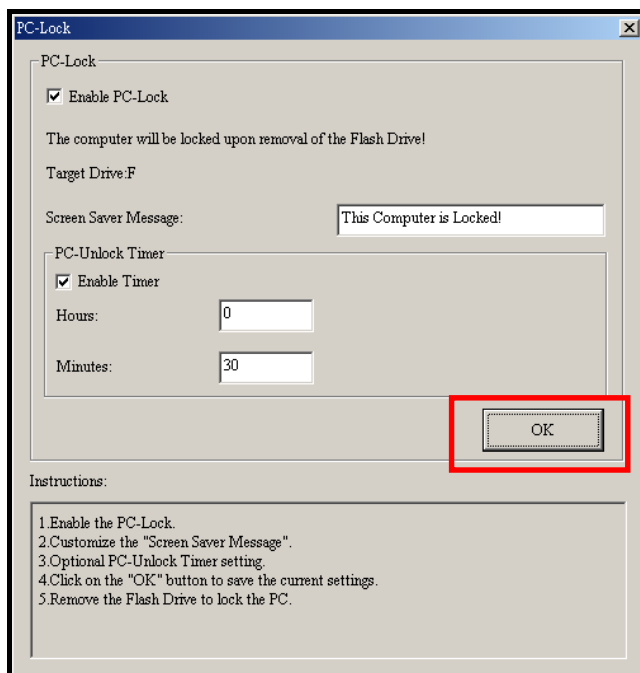 PC-Lock
PC-Lock
Enable PC-Lock
The computer will be locked upon removal of the Flash Drive!
Target Drive:F
Screen Saver Message: This Computer is Locked!
PC-Unlock Timer
Enable Timer
Hours: 0
Minutes: 30
OK
Instructions:
1.Enable the PC-Lock.
2.Customize the "Screen Saver Message".
3.Optional PC-Unlock Timer setting.
4.Click on the "OK" button to save the current settings.
5.Remove the Flash Drive to lock the PC.